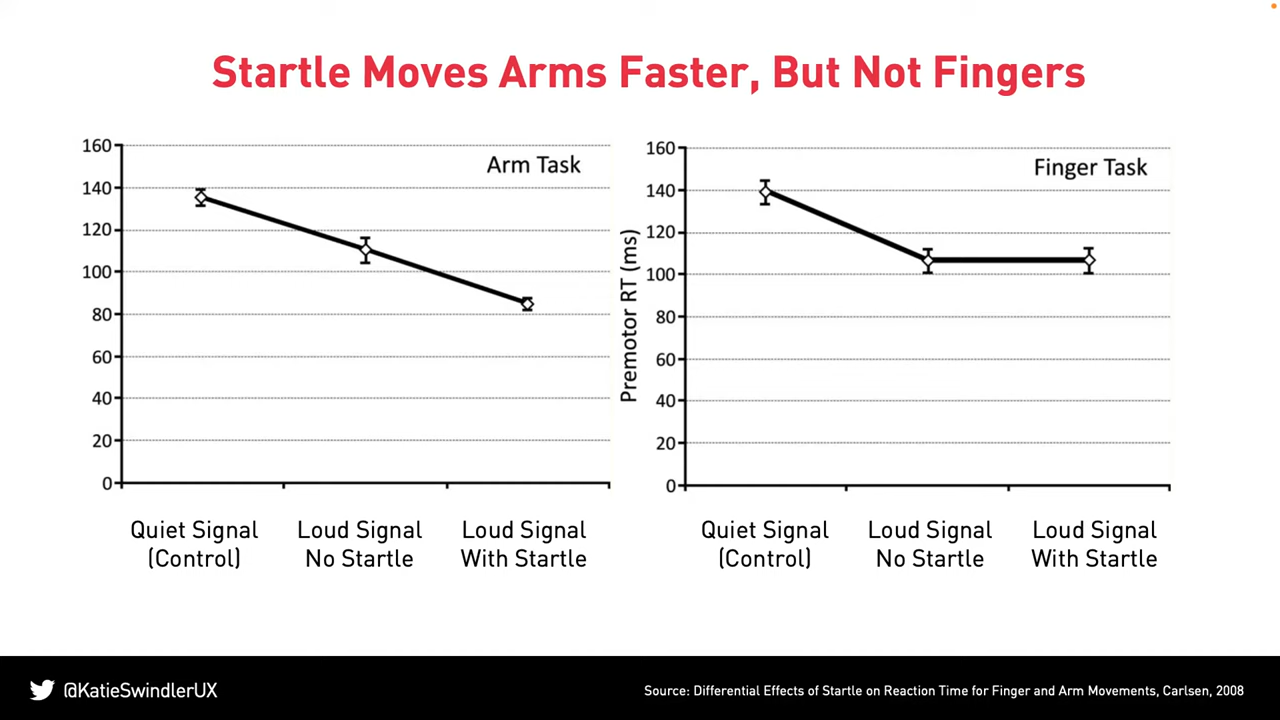 Startle Moves Arms Faster, But Not Fingers
Arm Task
160
140
120
100
80
60
40
20
0
Quiet Signal
(Control)
Loud Signal
No Startle
Loud Signal
With Startle
Finger Task
Premotor RT (ms)
160
140
120
100
80
60
40
20
0
Quiet Signal
(Control)
Loud Signal
No Startle
Loud Signal
With Startle
@KatieSwindlerUX
Source: Differential Effects of Startle on Reaction Time for Finger and Arm Movements, Carlsen, 2008